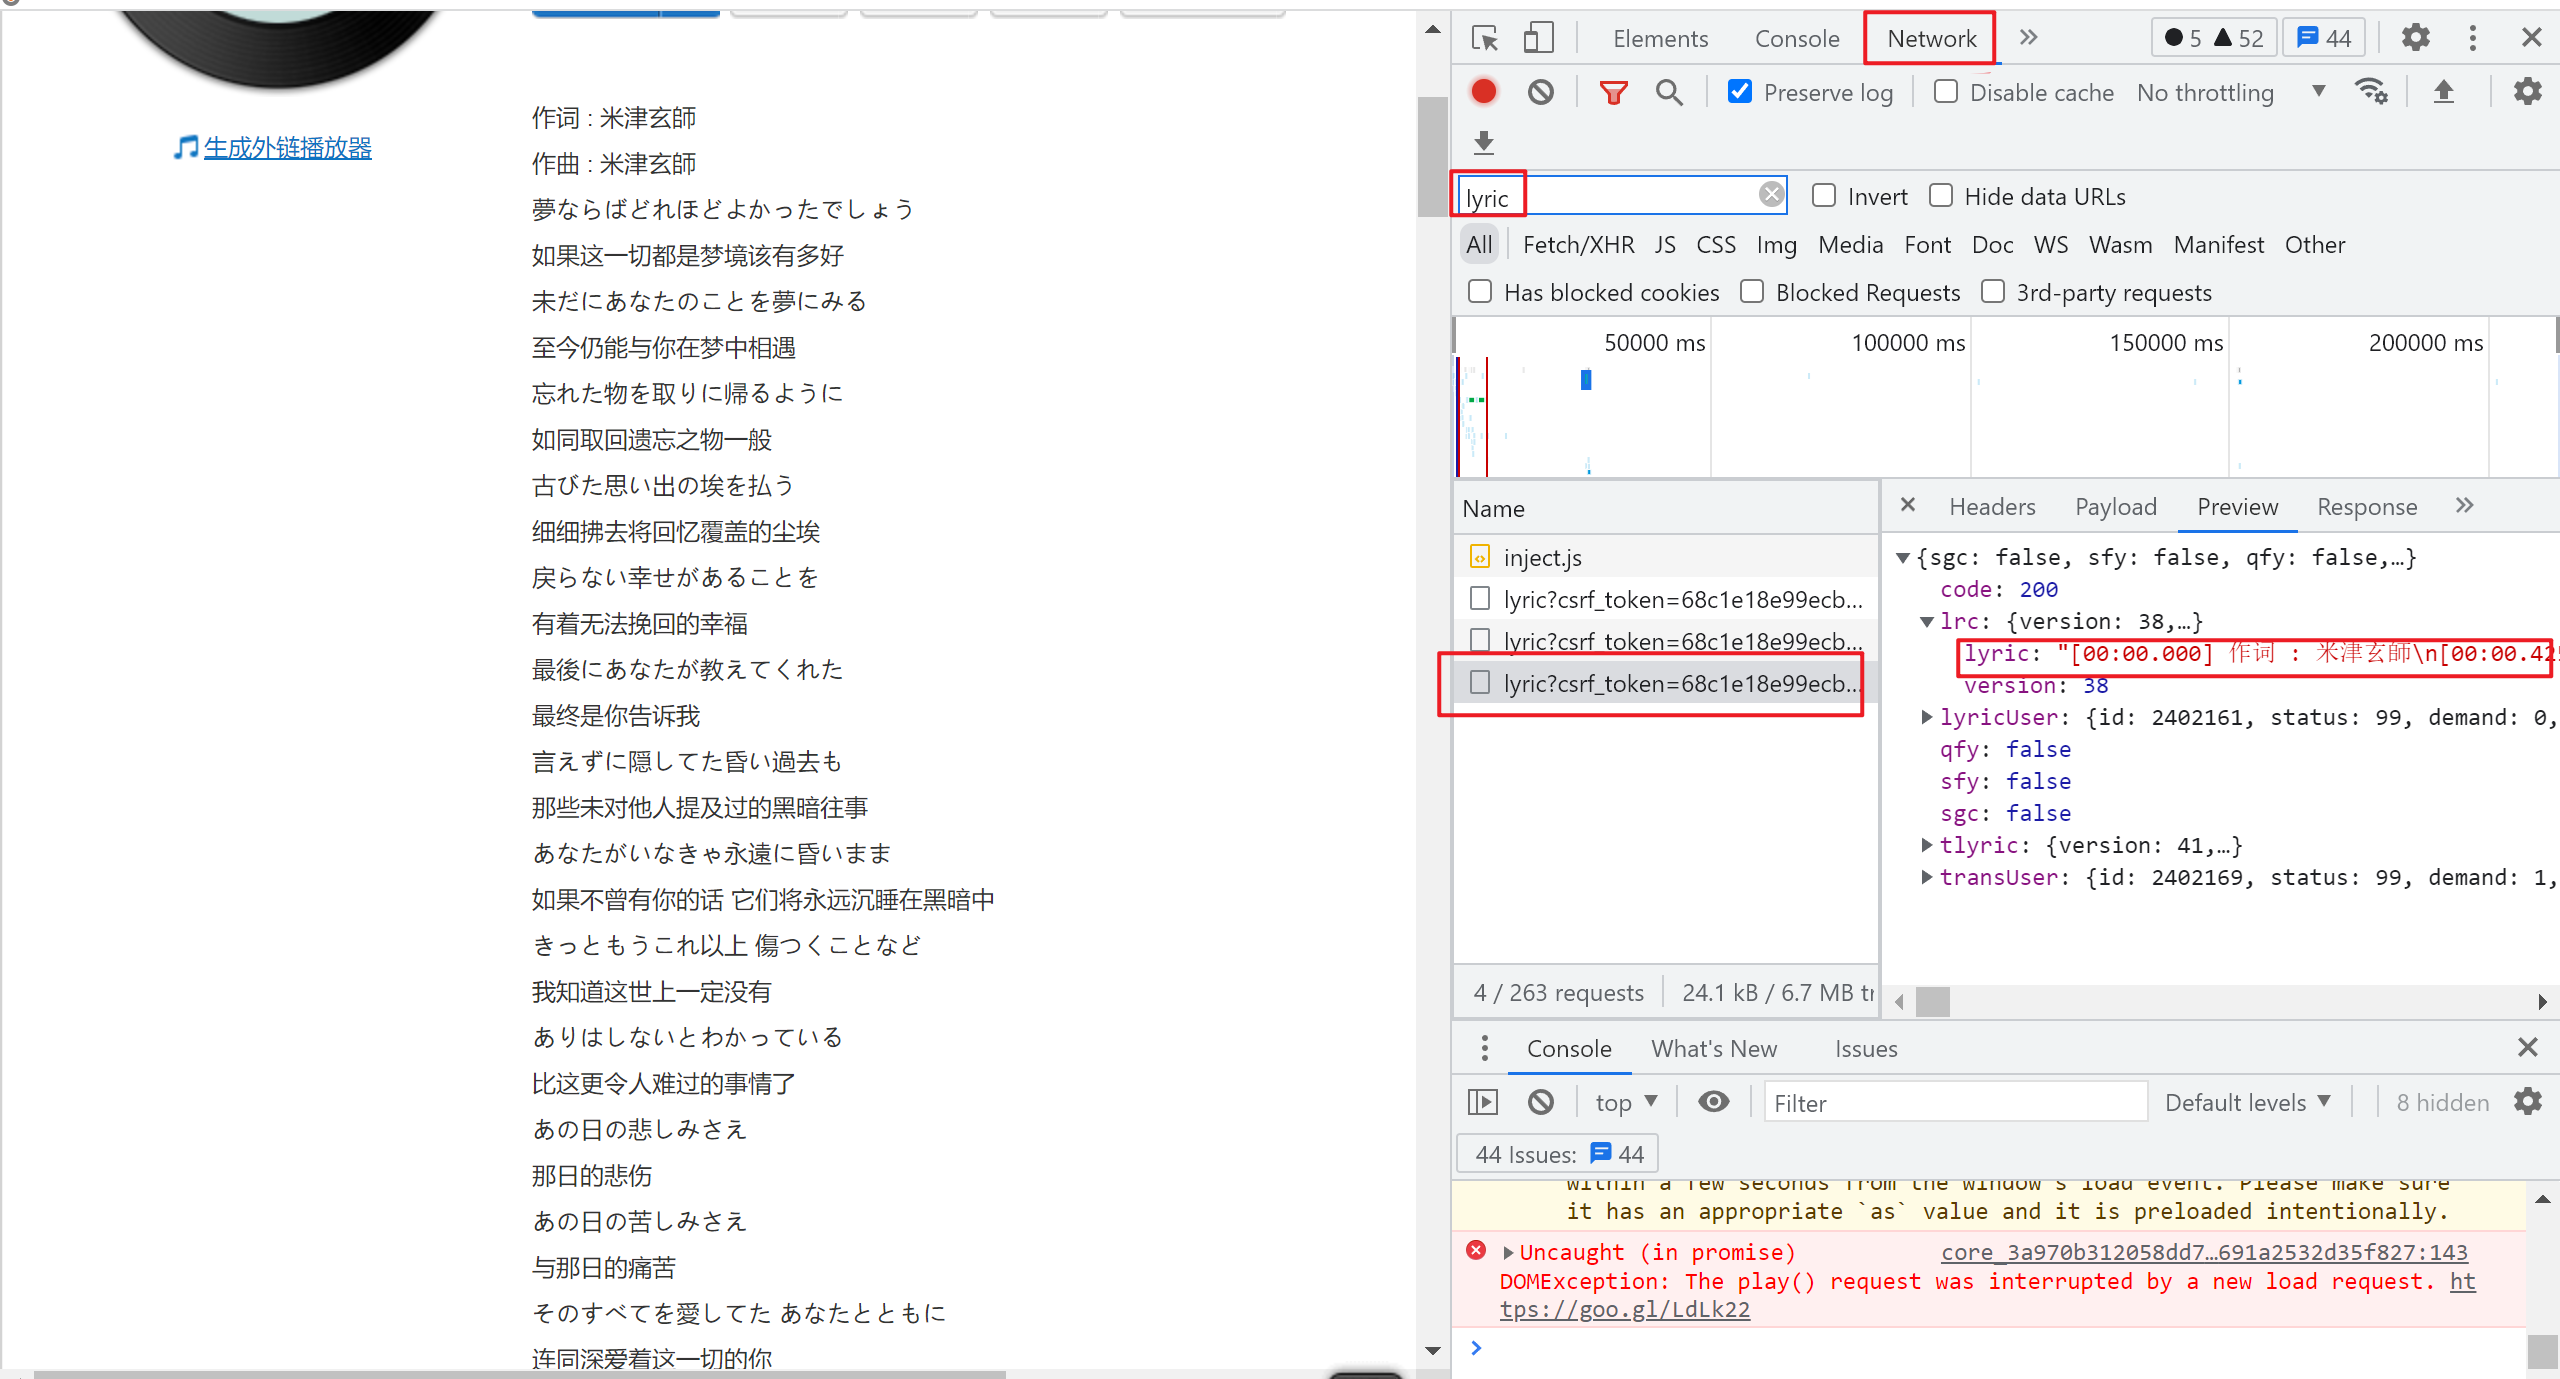 生成外链播放器
作词 : 米津玄師
作曲 : 米津玄師
夢ならばどれほどよかったでしょう
如果这一切都是梦境该有多好
未だにあなたのことを夢にみる
至今仍能与你在梦中相遇
忘れた物を取りに帰るように
如同取回遗忘之物一般
古びた思い出の埃を払う
细细拂去将回忆覆盖的尘埃
戻らない幸せがあることを
有着无法挽回的幸福
最後にあなたが教えてくれた
最终是你告诉我
言えずに隠してた昏い過去も
那些未对他人提及过的黑暗往事
あなたがいなきゃ永遠に昏いまま
如果不曾有你的话 它们将永远沉睡在黑暗中
きっともうこれ以上 傷つくことなど
我知道这世上一定没有
ありはしないとわかっている
比这更令人难过的事情了
あの日の悲しみさえ
那日的悲伤
あの日の苦しみさえ
与那日的痛苦
そのすべてを愛してた あなたとともに
连同深爱着这一切的你
Elements Console Network 5 52 44
Preserve log Disable cache No throttling
lyric Invert Hide data URLs
All Fetch/XHR JS CSS Img Media Font Doc WS Wasm Manifest Other
Has blocked cookies Blocked Requests 3rd-party requests
50000 ms 100000 ms 150000 ms 200000 ms
Name
inject.js
lyric?csrf_token=68c1e18e99ecb...
lyric?csrf_token=68c1e18e99ecb...
lyric?csrf_token=68c1e18e99ecb...
4 / 263 requests 24.1 kB / 6.7 MB tr
Headers Payload Preview Response
{sgc: false, sfy: false, qfy: false,…}
code: 200
lrc: {version: 38,…}
lyric: "[00:00.000] 作词 : 米津玄師\n[00:00.425
version: 38
lyricUser: {id: 2402161, status: 99, demand: 0,
qfy: false
sfy: false
sgc: false
tlyric: {version: 41,…}
transUser: {id: 2402169, status: 99, demand: 1,
Console What's New Issues
top Filter Default levels 8 hidden
44 Issues: 44
within a few seconds from the window's load event. Please make sure
it has an appropriate `as` value and it is preloaded intentionally.
Uncaught (in promise) core_3a970b312058dd7…691a2532d35f827:143
DOMException: The play() request was interrupted by a new load request. ht
tps://goo.gl/LdLk22